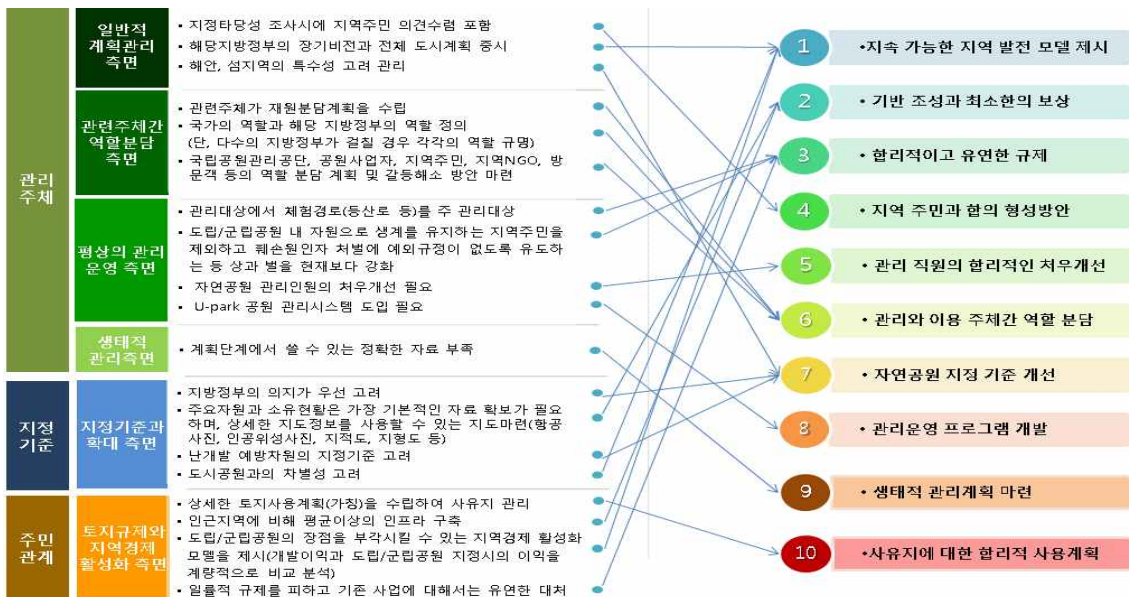 관리
주체
일반적
계획관리
측면
• 지정타당성 조사시에 지역주민 의견수렴 포함
• 해당지방정부의 장기비전과 전체 도시계획 중시
• 해안, 섬지역의 특수성 고려 관리
관련주체간
역할분담
측면
• 관련주체가 재원분담계획을 수립
• 국가의 역할과 해당 지방정부의 역할 정의
(단, 다수의 지방정부가 걸칠 경우 각각의 역할 규명)
• 국립공원관리공단, 공원사업자, 지역주민, 지역NGO, 방
문객 등의 역할 분담 계획 및 갈등해소 방안 마련
평상의 관리
운영 측면
• 관리대상에서 체험경로(등산로 등)를 주 관리대상
• 도립/군립공원 내 자원으로 생계를 유지하는 지역주민을
제외하고 훼손원인자 처벌에 예외규정이 없도록 유도하
는 등 상과 벌을 현재보다 강화
• 자연공원 관리인원의 처우개선 필요
• U-park 공원 관리시스템 도입 필요
생태적
관리측면
• 계획단계에서 쓸 수 있는 정확한 자료 부족
지정
기준
지정기준과
확대 측면
• 지방정부의 의지가 우선 고려
• 주요자원과 소유현황은 가장 기본적인 자료 확보가 필요
하며, 상세한 지도정보를 사용할 수 있는 지도마련(항공
사진, 인공위성사진, 지적도, 지형도 등)
• 난개발 예방차원의 지정기준 고려
• 도시공원과의 차별성 고려
주민
관계
토지규제와
지역경제
활성화 측면
• 상세한 토지사용계획(가칭)을 수립하여 사유지 관리
• 인근지역에 비해 평균이상의 인프라 구축
• 도립/군립공원의 장점을 부각시킬 수 있는 지역경제 활성화
모델을 제시(개발이익과 도립/군립공원 지정시의 이익을
계량적으로 비교 분석)
• 일률적 규제를 피하고 기존 사업에 대해서는 유연한 대처
1 •지속 가능한 지역 발전 모델 제시
2 • 기반 조성과 최소한의 보상
3 • 합리적이고 유연한 규제
4 • 지역 주민과 합의 형성방안
5 • 관리 직원의 합리적인 처우개선
6 • 관리와 이용 주체간 역할 분담
7 • 자연공원 지정 기준 개선
8 • 관리운영 프로그램 개발
9 • 생태적 관리계획 마련
10 •사유지에 대한 합리적 사용계획